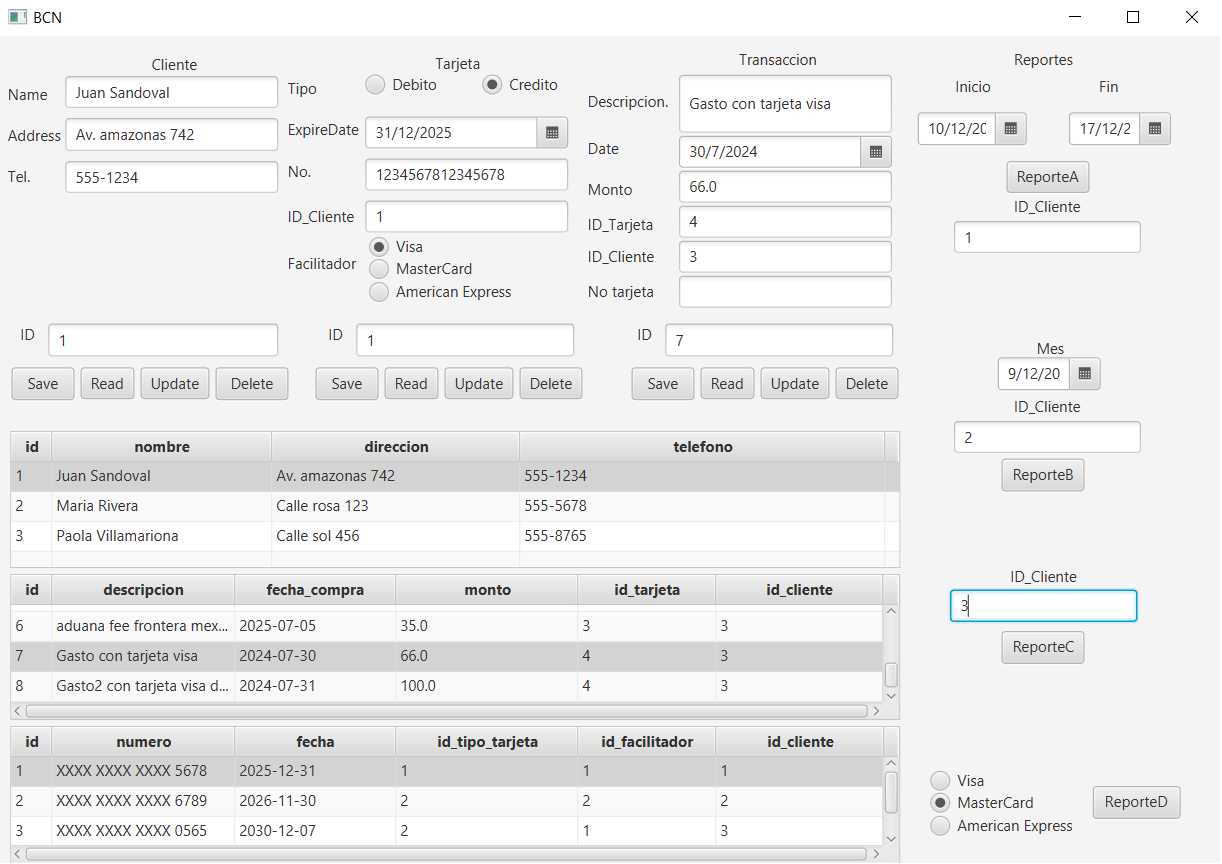 BCN
Cliente
Name Juan Sandoval
Address Av. amazonas 742
Tel. 555-1234
ID 1
Save Read Update Delete
Tarjeta
Tipo Debito Credito
ExpireDate 31/12/2025
No. 1234567812345678
ID_Cliente 1
Facilitador Visa
MasterCard
American Express
ID 1
Save Read Update Delete
Transaccion
Descripcion. Gasto con tarjeta visa
Date 30/7/2024
Monto 66.0
ID_Tarjeta 4
ID_Cliente 3
No tarjeta
ID 7
Save Read Update Delete
Reportes
Inicio Fin
10/12/20 17/12/2
ReporteA
ID_Cliente
1
Mes
9/12/20
ID_Cliente
2
ReporteB
ID_Cliente
3
ReporteC
Visa
MasterCard
American Express
ReporteD
id nombre direccion telefono
1 Juan Sandoval Av. amazonas 742 555-1234
2 Maria Rivera Calle rosa 123 555-5678
3 Paola Villamariona Calle sol 456 555-8765
id descripcion fecha_compra monto id_tarjeta id_cliente
6 aduana fee frontera mex... 2025-07-05 35.0 3 3
7 Gasto con tarjeta visa 2024-07-30 66.0 4 3
8 Gasto2 con tarjeta visa d... 2024-07-31 100.0 4 3
id numero fecha id_tipo_tarjeta id_facilitador id_cliente
1 XXXX XXXX XXXX 5678 2025-12-31 1 1 1
2 XXXX XXXX XXXX 6789 2026-11-30 2 2 2
3 XXXX XXXX XXXX 0565 2030-12-07 2 1 3